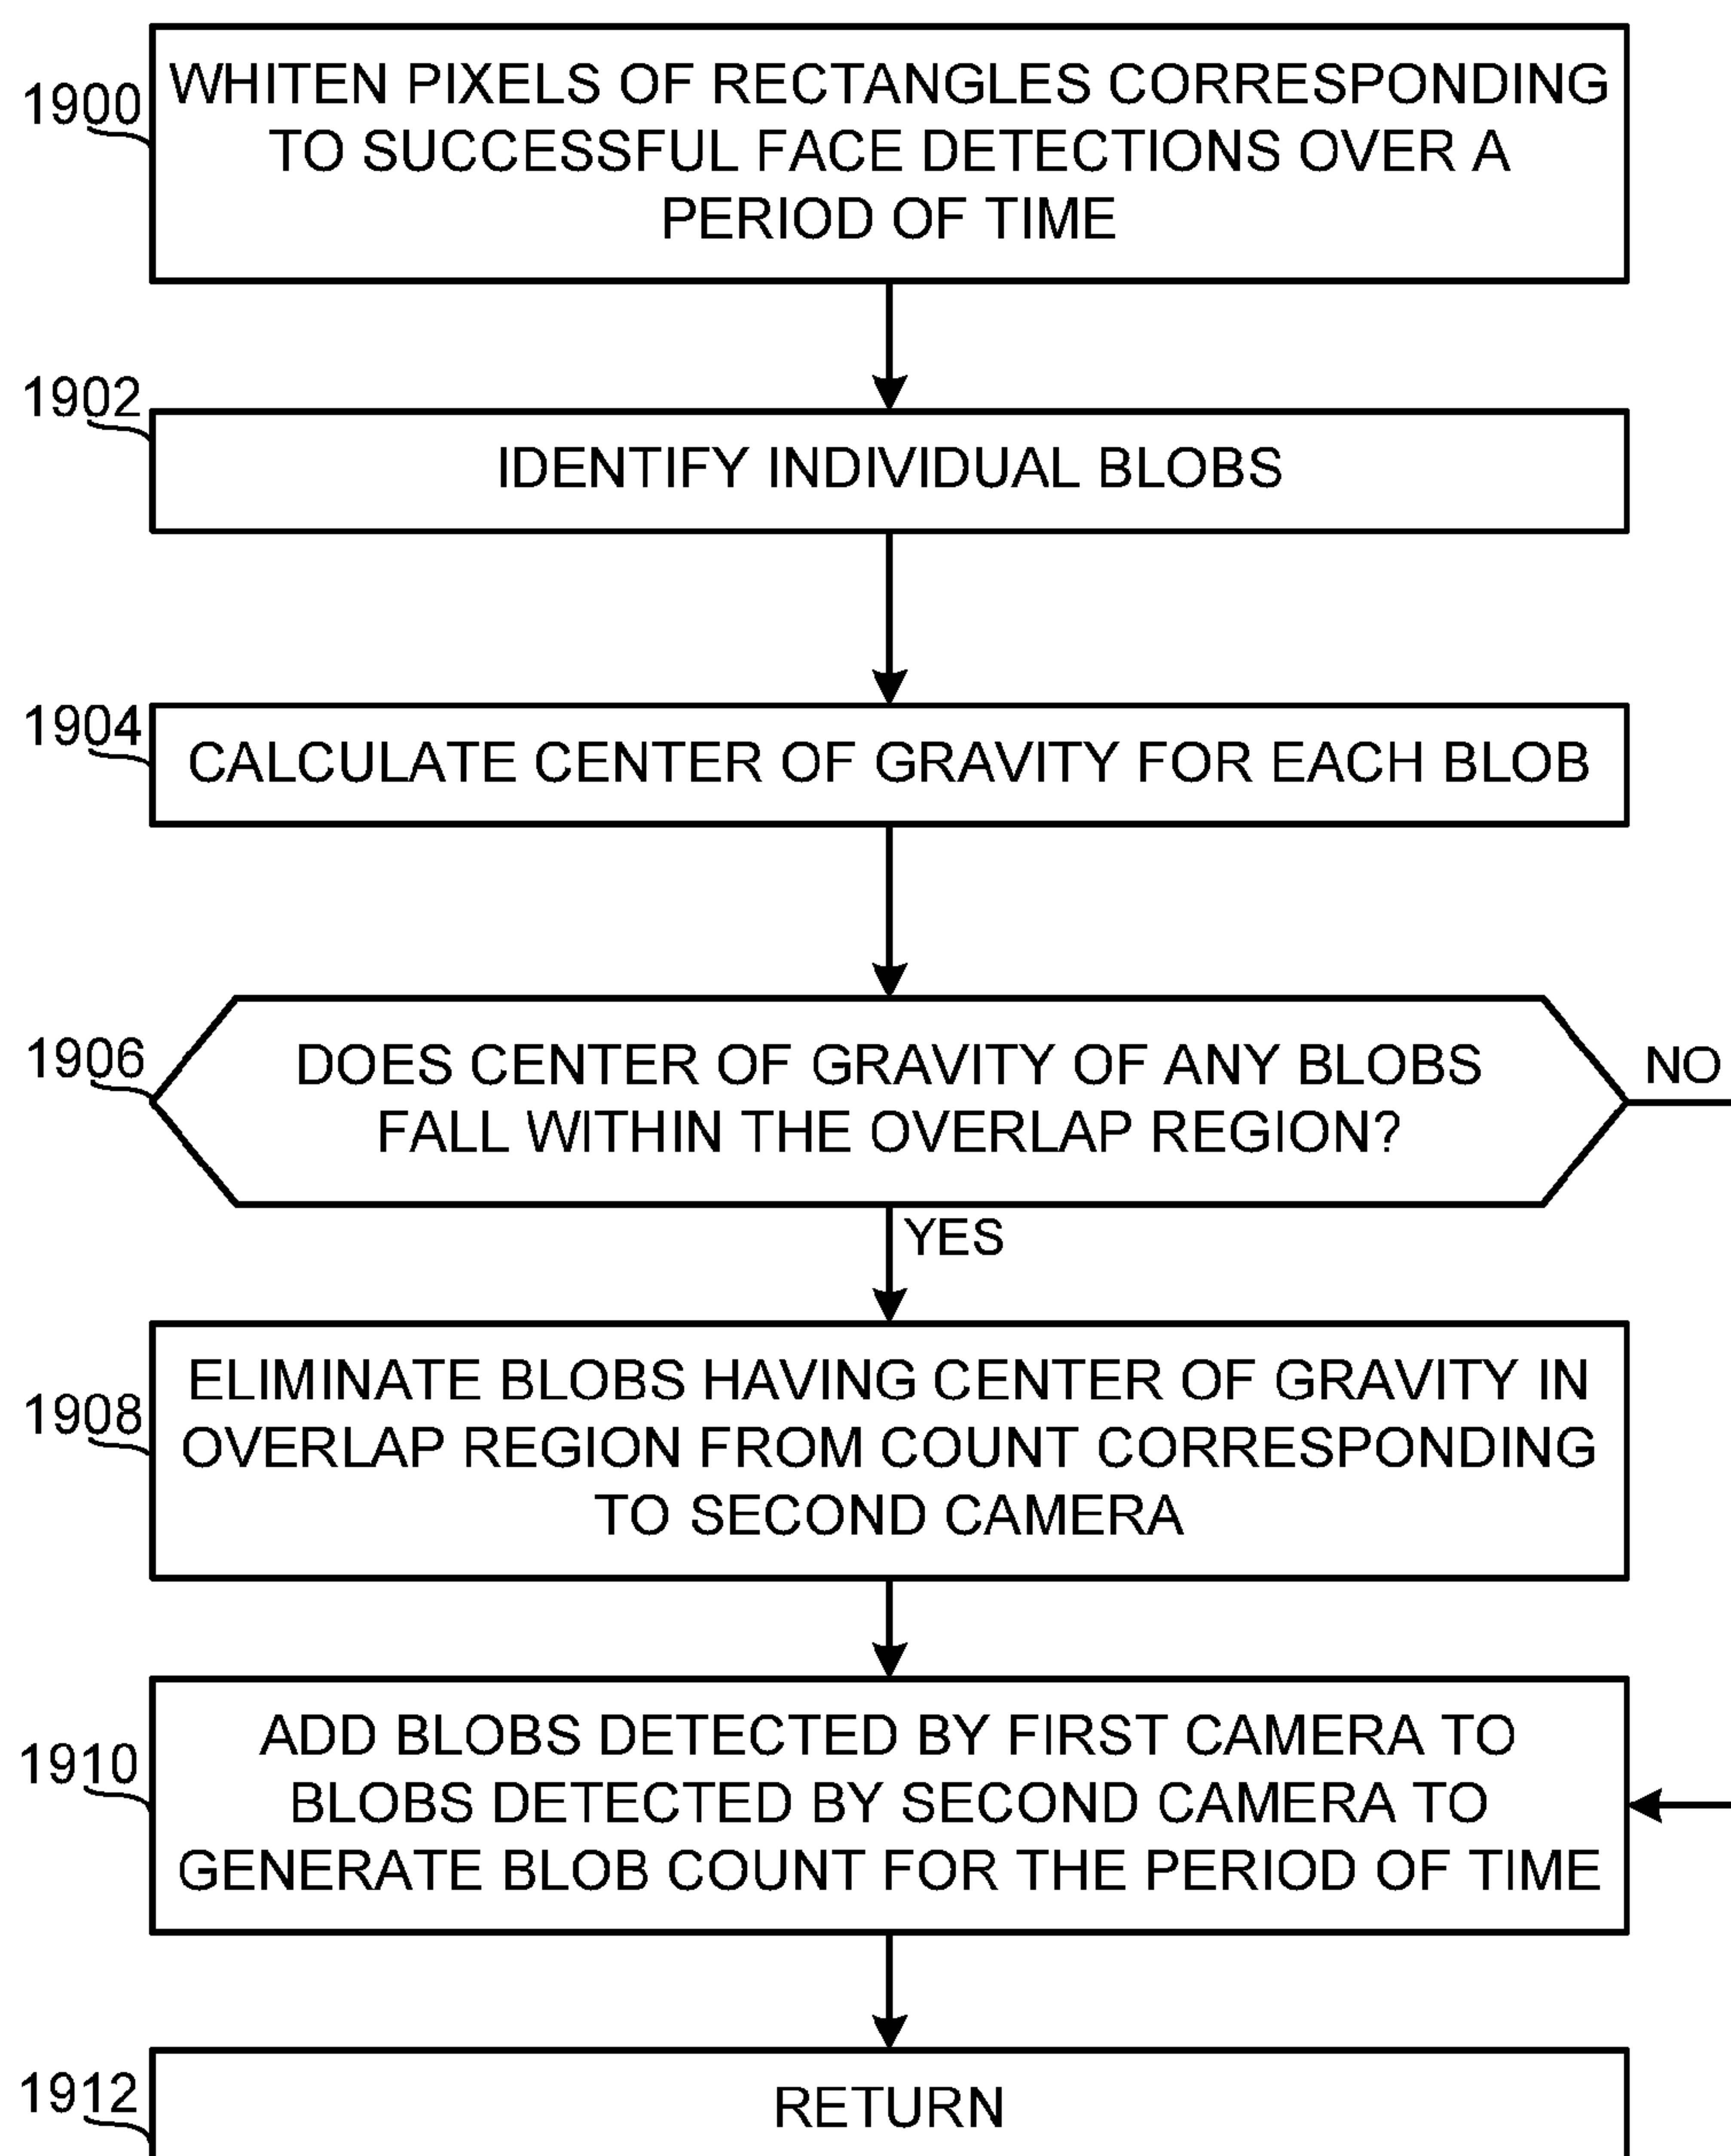 1900
WHITEN PIXELS OF RECTANGLES CORRESPONDING
TO SUCCESSFUL FACE DETECTIONS OVER A
PERIOD OF TIME
1902
IDENTIFY INDIVIDUAL BLOBS
1904
CALCULATE CENTER OF GRAVITY FOR EACH BLOB
1906
DOES CENTER OF GRAVITY OF ANY BLOBS
FALL WITHIN THE OVERLAP REGION?
NO
YES
1908
ELIMINATE BLOBS HAVING CENTER OF GRAVITY IN
OVERLAP REGION FROM COUNT CORRESPONDING
TO SECOND CAMERA
1910
ADD BLOBS DETECTED BY FIRST CAMERA TO
BLOBS DETECTED BY SECOND CAMERA TO
GENERATE BLOB COUNT FOR THE PERIOD OF TIME
1912
RETURN